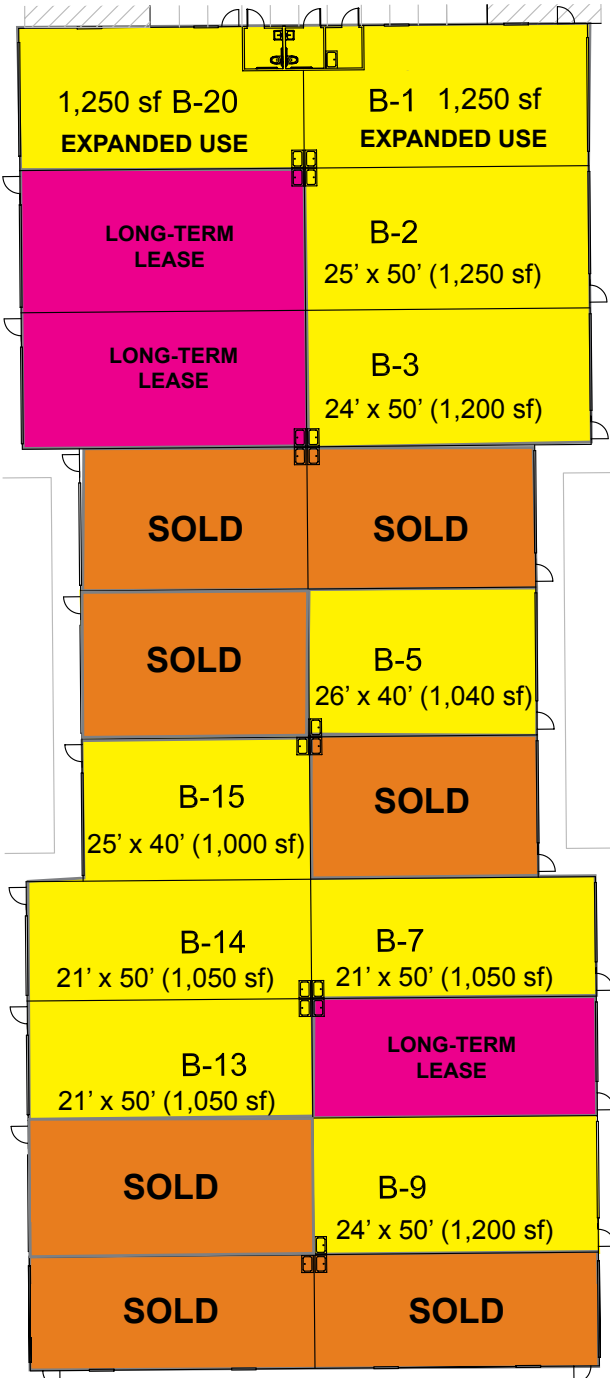 1,250 sf B-20
EXPANDED USE
B-1 1,250 sf
EXPANDED USE
LONG-TERM
LEASE
B-2
25’ x 50’ (1,250 sf)
LONG-TERM
LEASE
B-3
24’ x 50’ (1,200 sf)
SOLD
SOLD
SOLD
B-5
26’ x 40’ (1,040 sf)
B-15
25’ x 40’ (1,000 sf)
SOLD
B-14
21’ x 50’ (1,050 sf)
B-7
21’ x 50’ (1,050 sf)
B-13
21’ x 50’ (1,050 sf)
LONG-TERM
LEASE
SOLD
B-9
24’ x 50’ (1,200 sf)
SOLD
SOLD